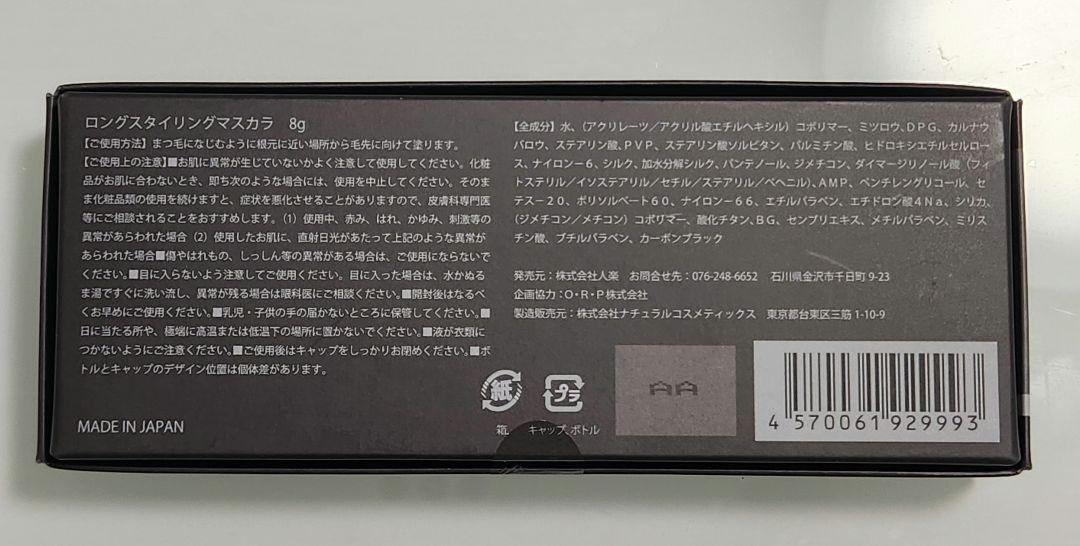 ロングスタイリングマスカラ　8g
【ご使用方法】まつ毛になじむように根元に近い場所から毛先に向けて塗ります。
【ご使用上の注意】■お肌に異常が生じていないかよく注意して使用してください。化粧
品がお肌に合わないとき、即ち次のような場合には、使用を中止してください。そのま
ま化粧品類の使用を続けますと、症状を悪化させることがありますので、皮膚科専門医
等にご相談されることをおすすめします。（1）使用中、赤み、はれ、かゆみ、刺激等の
異常があらわれた場合（2）使用したお肌に、直射日光があたって上記のような異常が
あらわれた場合■傷やはれもの、しっしん等の異常がある場合は、ご使用にならないで
ください。■目に入らないよう注意してご使用ください。目に入った場合は、水かぬる
ま湯ですぐに洗い流し、異常が残る場合は眼科医にご相談ください。■開封後はなるべ
くお早めにご使用ください。■乳児・子供の手の届かないところに保管してください。■
日に当たる所や、極端に高温または低温下の場所に置かないでください。■液が衣類に
つかないようにご注意ください。■ご使用後はキャップをしっかりお閉めください。■ボ
トルとキャップのデザイン位置は個体差があります。
MADE IN JAPAN
【全成分】水、（アクリレーツ／アクリル酸エチルヘキシル）コポリマー、ミツロウ、DPG、カルナウ
バロウ、ステアリン酸、PVP、ステアリン酸ソルビタン、パルミチン酸、ヒドロキシエチルセルロー
ス、ナイロン－6、シルク、加水分解シルク、パンテノール、ジメチコン、ダイマージリノール酸（フィ
トステリル／イソステアリル／セチル／ステアリル／ベヘニル）、AMP、ペンチレングリコール、セ
テス－20、ポリソルベート60、ナイロン－66、エチルパラベン、エチドロン酸4Na、シリカ、
（ジメチコン／メチコン）コポリマー、酸化チタン、BG、センブリエキス、メチルパラベン、ミリス
チン酸、ブチルパラベン、カーボンブラック
発売元：株式会社人楽　お問合せ先：076-248-6652　石川県金沢市千日町 9-23
企画協力：O・R・P株式会社
製造販売元：株式会社ナチュラルコスメティックス　東京都台東区三筋 1-10-9
紙 プラ
箱 キャップ、ボトル
AA
4 570061 929993